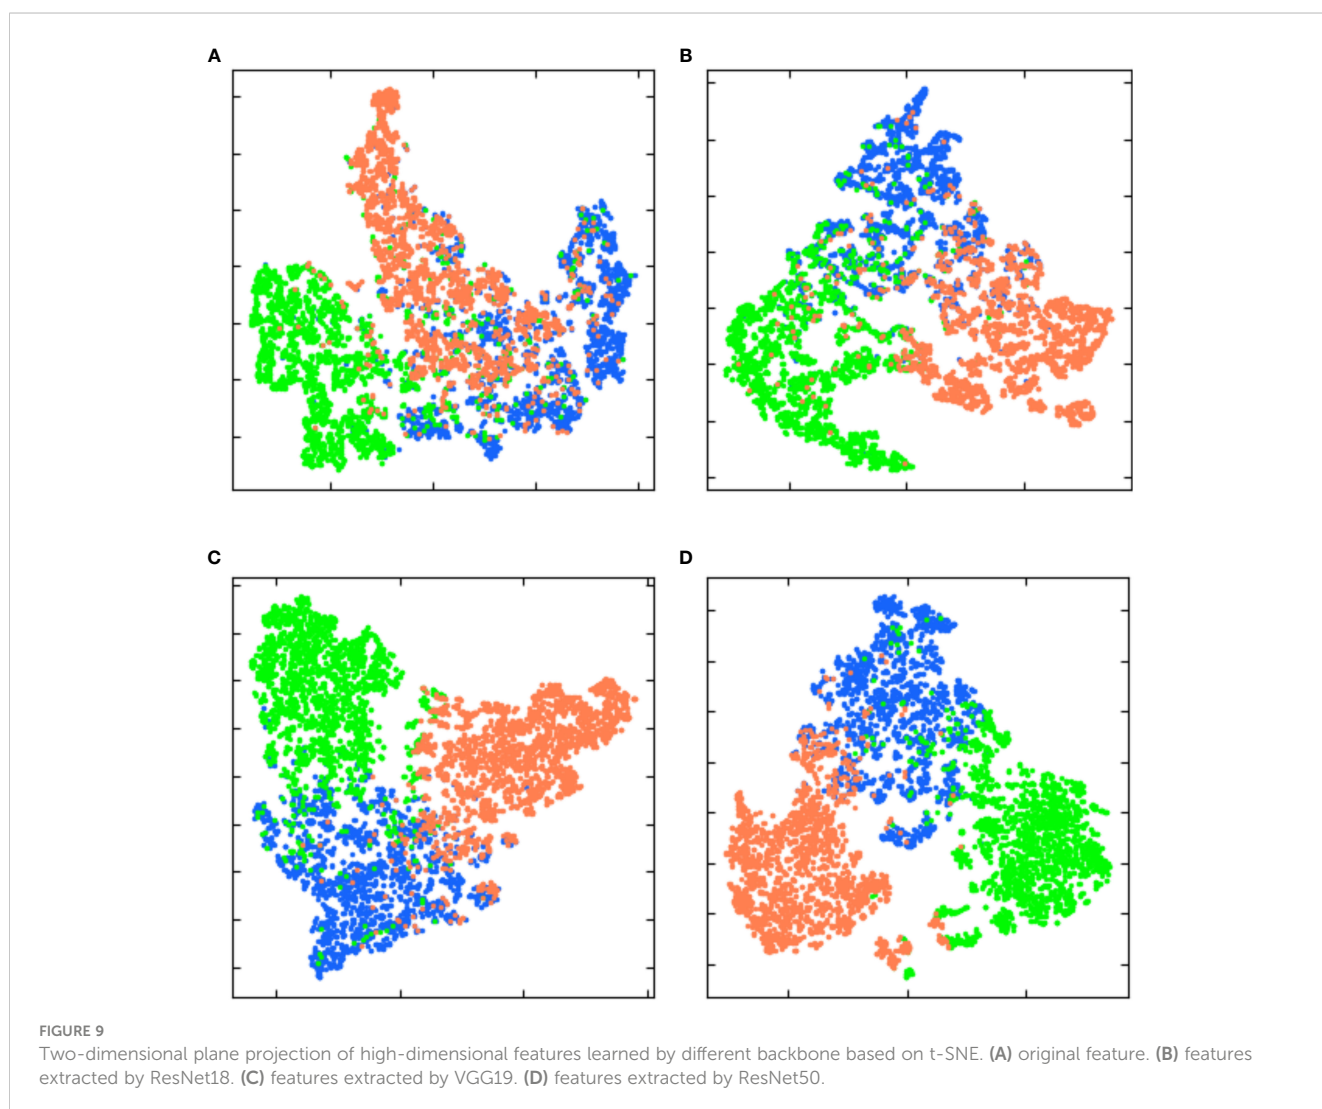 A
B
C
D
FIGURE 9
Two-dimensional plane projection of high-dimensional features learned by different backbone based on t-SNE. (A) original feature. (B) features
extracted by ResNet18. (C) features extracted by VGG19. (D) features extracted by ResNet50.